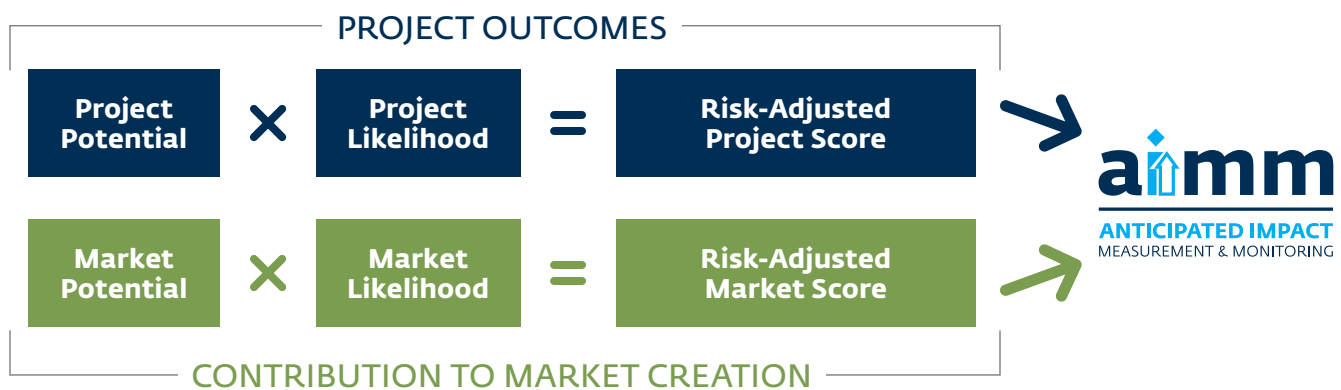 PROJECT OUTCOMES
Project
Potential
×
Project
Likelihood
=
Risk-Adjusted
Project Score
Market
Potential
×
Market
Likelihood
=
Risk-Adjusted
Market Score
CONTRIBUTION TO MARKET CREATION
aimm
ANTICIPATED IMPACT
MEASUREMENT & MONITORING